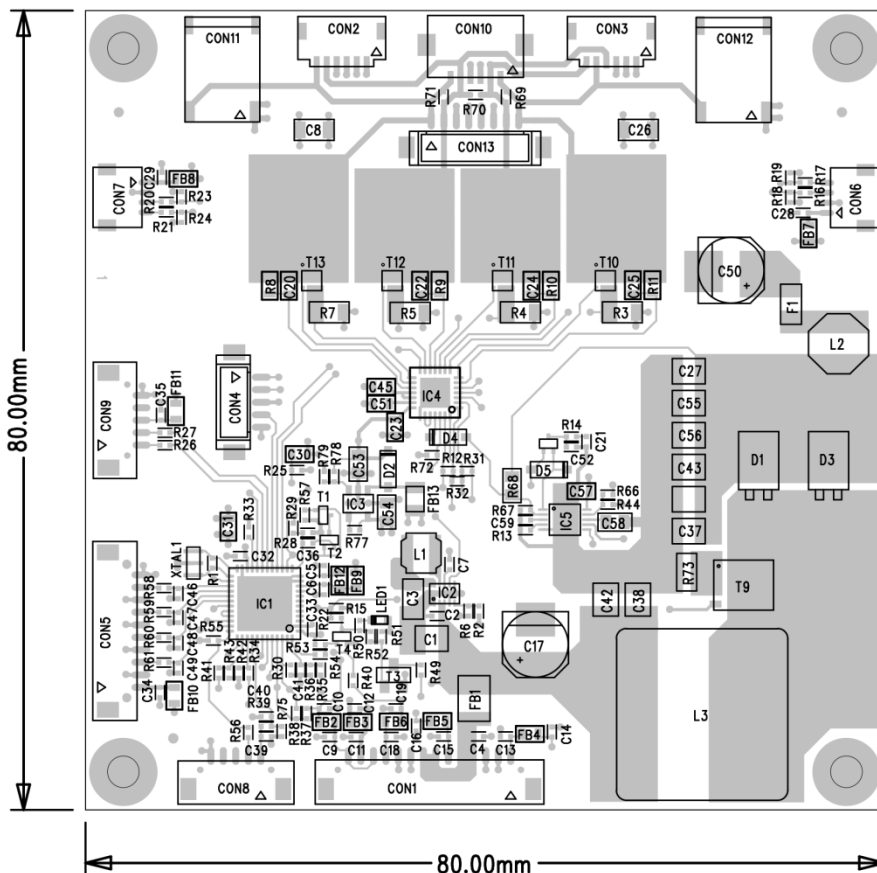 CON11
CON2
CON10
CON3
CON12
R71
R70
R69
C8
C26
CON13
CON7
C29
FB8
R23
R20
R21
R24
R19
R17
R18
R16
C28
FB7
CON6
1
T13
T12
T11
T10
R8
C20
C22
R9
C24
R10
C25
R11
C50
+
F1
R7
R5
R4
R3
L2
80.00mm
CON9
C35
FB11
R27
R26
CON4
C45
C51
IC4
C23
D4
C27
C55
C56
C43
C37
D1
D3
C30
R25
R79
R78
C53
D2
R72
R12
R31
R32
R14
C21
C52
D5
R68
C57
R66
R44
R67
C59
R13
IC5
C58
C31
R33
R29
R57
T1
IC3
C54
FB13
R28
T2
R77
XTAL1
R1
C32
C36
L1
C7
R73
T9
CON5
R58
C46
R59
C47
R60
C48
R61
C49
R55
IC1
C5
C6
FB12
FB9
C33
R22
R15
LED1
C3
IC2
C2
R6
R2
C42
C38
C1
C17
+
R53
T4
R50
R51
R52
R54
R41
R43
R42
R34
R30
C41
R36
R35
R40
T3
R49
C34
FB10
C40
R39
R75
R56
C39
R38
R37
C10
C12
C19
FB2
FB3
FB6
FB5
FB1
C9
C11
C18
C16
C15
C4
C13
FB4
C14
L3
CON8
CON1
80.00mm